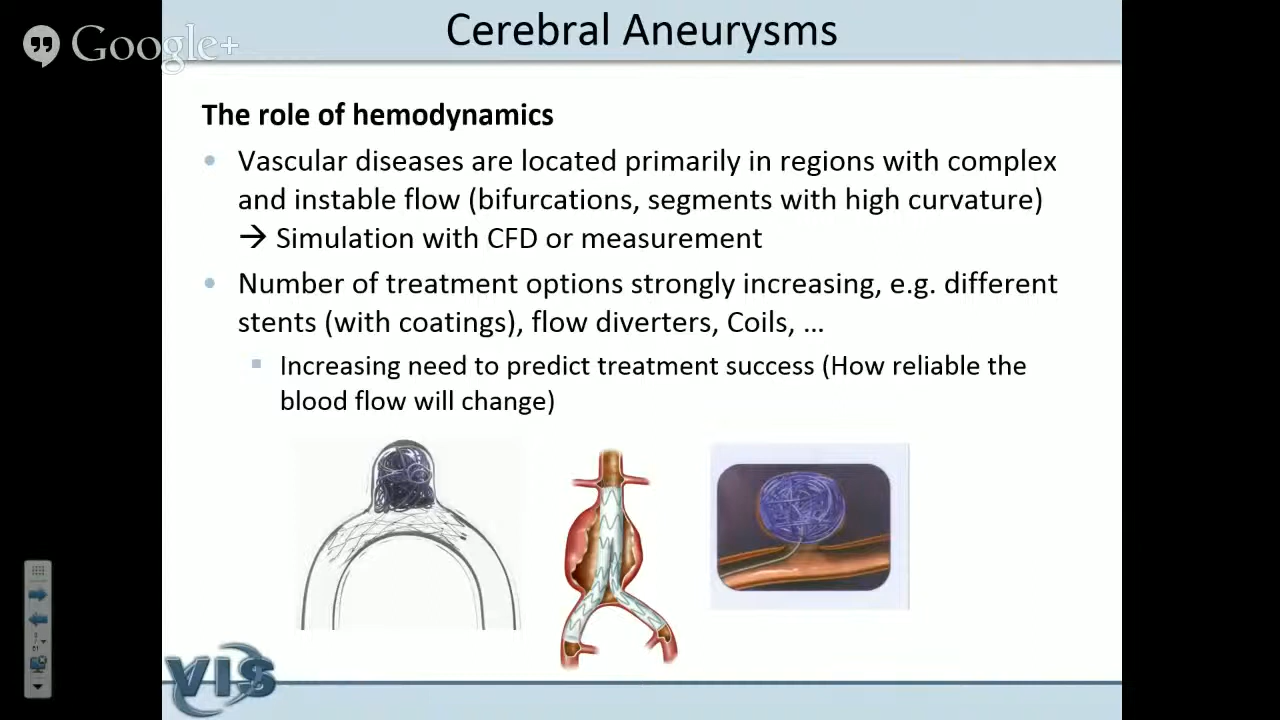 Cerebral Aneurysms
Google+
The role of hemodynamics
• Vascular diseases are located primarily in regions with complex
and instable flow (bifurcations, segments with high curvature)
→ Simulation with CFD or measurement
• Number of treatment options strongly increasing, e.g. different
stents (with coatings), flow diverters, Coils, ...
▪ Increasing need to predict treatment success (How reliable the
blood flow will change)
VIS